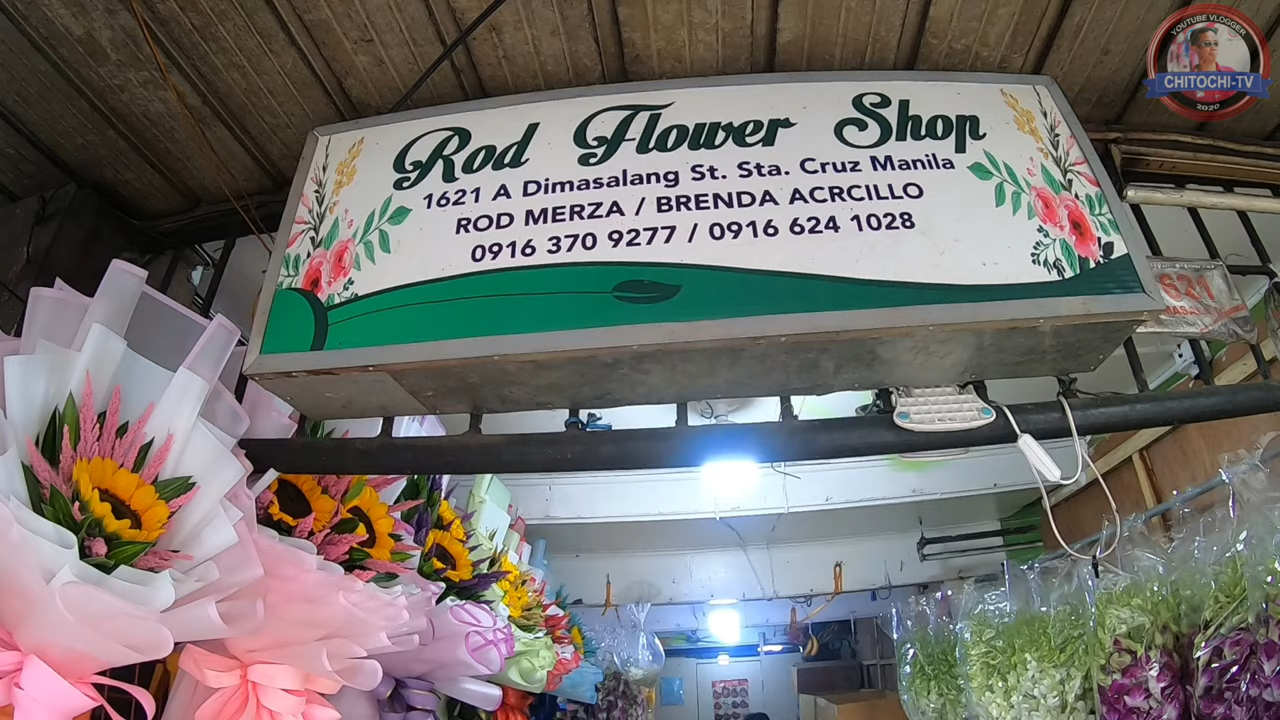 YOUTUBE VLOGGER
CHITOCHI-TV
2020
Rod Flower Shop
1621 A Dimasalang St. Sta. Cruz Manila
ROD MERZA / BRENDA ACRCILLO
0916 370 9277 / 0916 624 1028